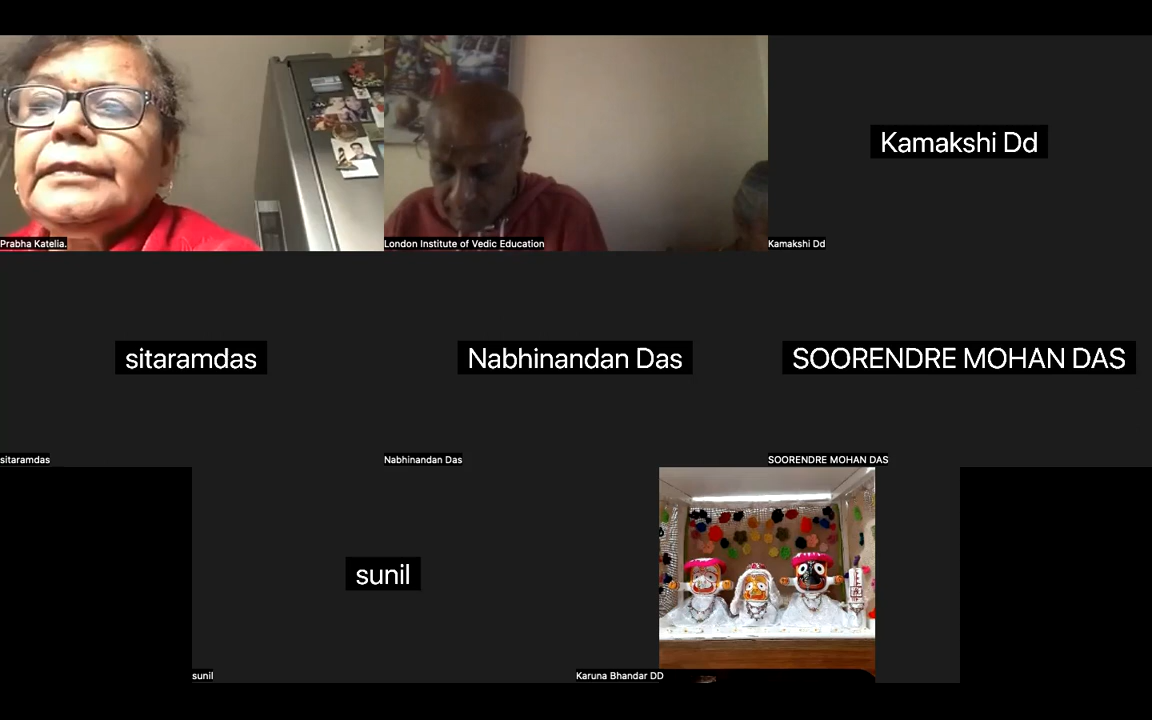 Kamakshi Dd
Prabha Katelia.
London Institute of Vedic Education
Kamakshi Dd
sitaramdas
Nabhinandan Das
SOORENDRE MOHAN DAS
sitaramdas
Nabhinandan Das
SOORENDRE MOHAN DAS
sunil
sunil
Karuna Bhandar DD